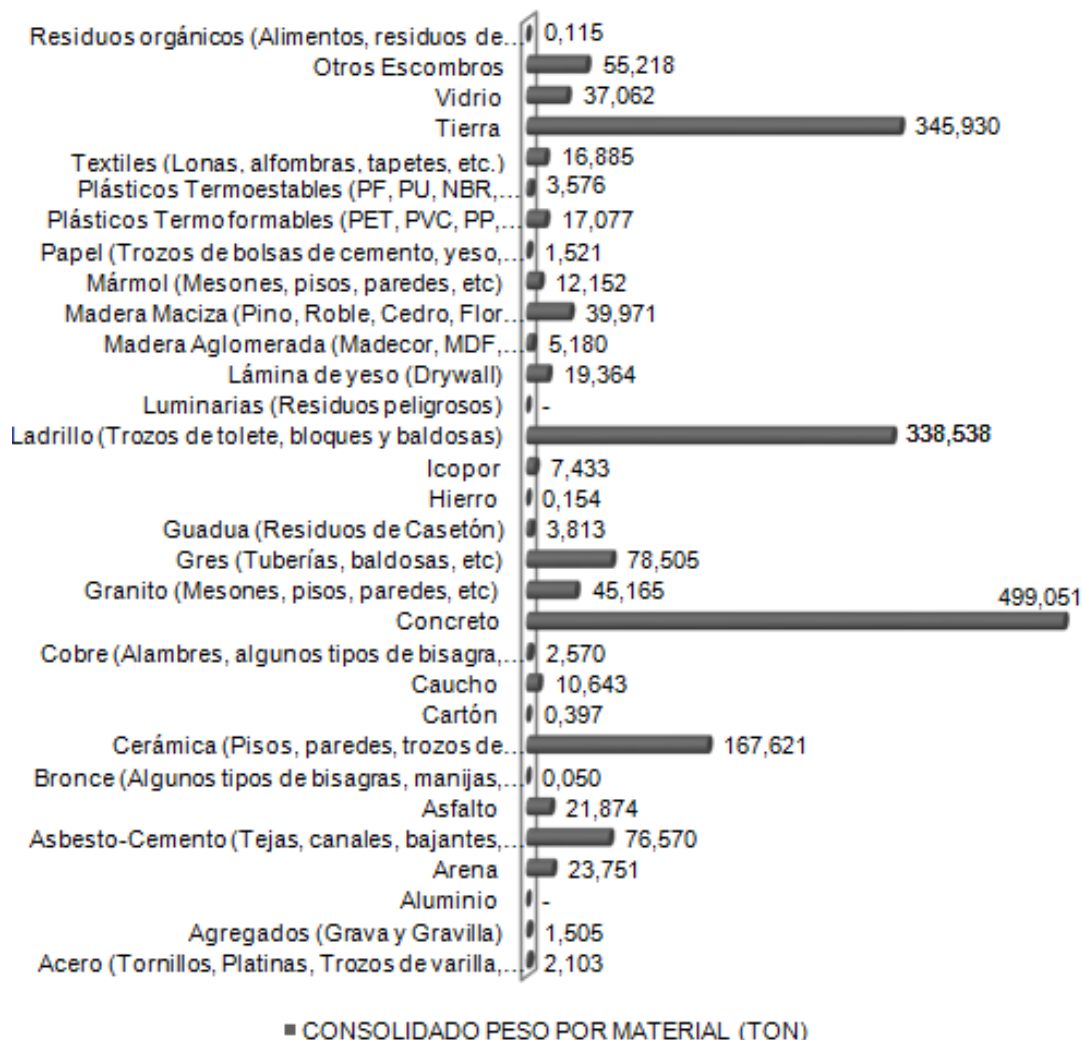 Residuos orgánicos (Alimentos, residuos de... 0,115
Otros Escombros 55,218
Vidrio 37,062
Tierra 345,930
Textiles (Lonas, alfombras, tapetes, etc.) 16,885
Plásticos Termoestables (PF, PU, NBR,... 3,576
Plásticos Termoformables (PET, PVC, PP,... 17,077
Papel (Trozos de bolsas de cemento, yeso,... 1,521
Mármol (Mesones, pisos, paredes, etc) 12,152
Madera Maciza (Pino, Roble, Cedro, Flor... 39,971
Madera Aglomerada (Madecor, MDF,... 5,180
Lámina de yeso (Drywall) 19,364
Luminarias (Residuos peligrosos) -
Ladrillo (Trozos de tolete, bloques y baldosas) 338,538
Icopor 7,433
Hierro 0,154
Guadua (Residuos de Casetón) 3,813
Gres (Tuberías, baldosas, etc) 78,505
Granito (Mesones, pisos, paredes, etc) 45,165
Concreto 499,051
Cobre (Alambres, algunos tipos de bisagra,... 2,570
Caucho 10,643
Cartón 0,397
Cerámica (Pisos, paredes, trozos de... 167,621
Bronce (Algunos tipos de bisagras, manijas,... 0,050
Asfalto 21,874
Asbesto-Cemento (Tejas, canales, bajantes,... 76,570
Arena 23,751
Aluminio -
Agregados (Grava y Gravilla) 1,505
Acero (Tornillos, Platinas, Trozos de varilla,... 2,103
CONSOLIDADO PESO POR MATERIAL (TON)